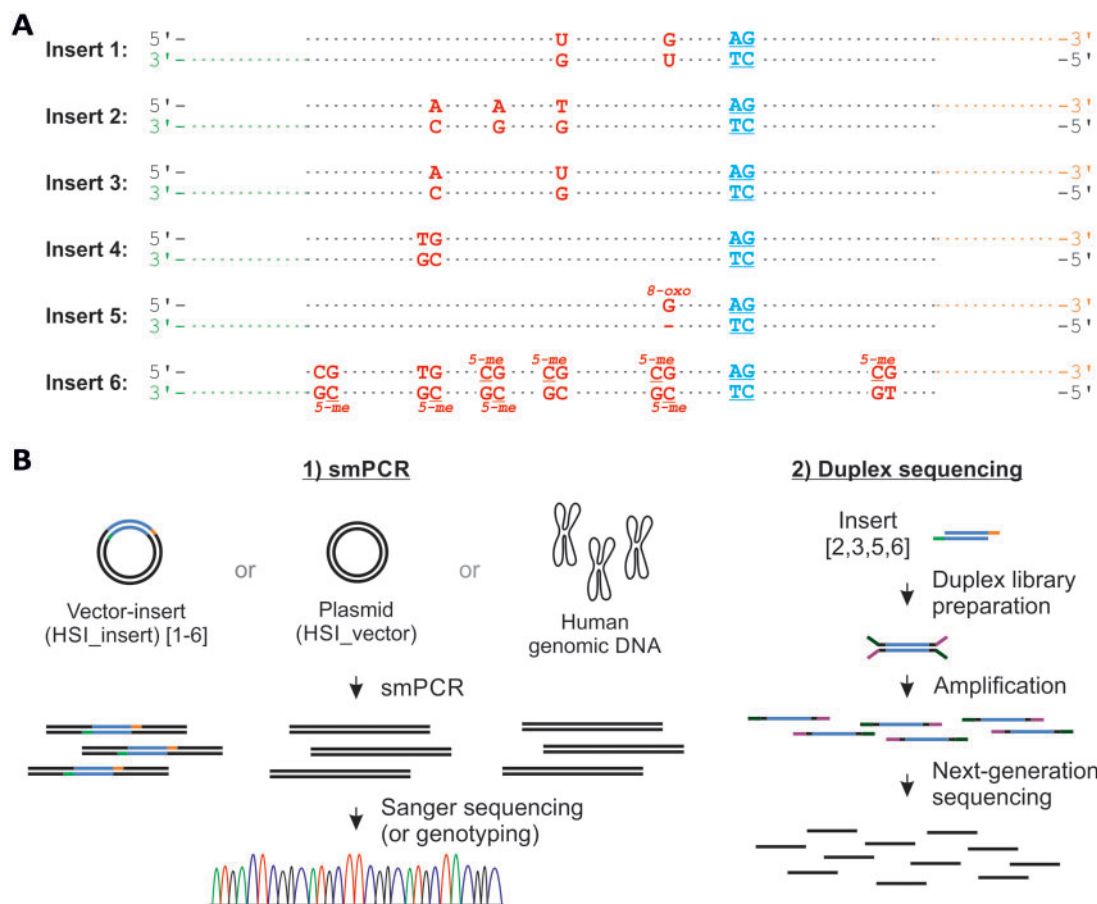 A
Insert 1:
5'– U G AG –3'
3'– G U TC –5'
Insert 2:
5'– A A T AG –3'
3'– C G G TC –5'
Insert 3:
5'– A U AG –3'
3'– C G TC –5'
Insert 4:
5'– TG AG –3'
3'– GC TC –5'
Insert 5:
8-oxo
5'– G AG –3'
3'– – TC –5'
Insert 6:
5-me 5-me 5-me 5-me
5'– CG TG CG CG CG AG CG –3'
3'– GC GC GC GC GC TC GT –5'
5-me 5-me 5-me 5-me
B
1) smPCR
Vector-insert
(HSI_insert) [1-6]
or
Plasmid
(HSI_vector)
or
Human
genomic DNA
smPCR
Sanger sequencing
(or genotyping)
2) Duplex sequencing
Insert
[2,3,5,6]
Duplex library
preparation
Amplification
Next-generation
sequencing